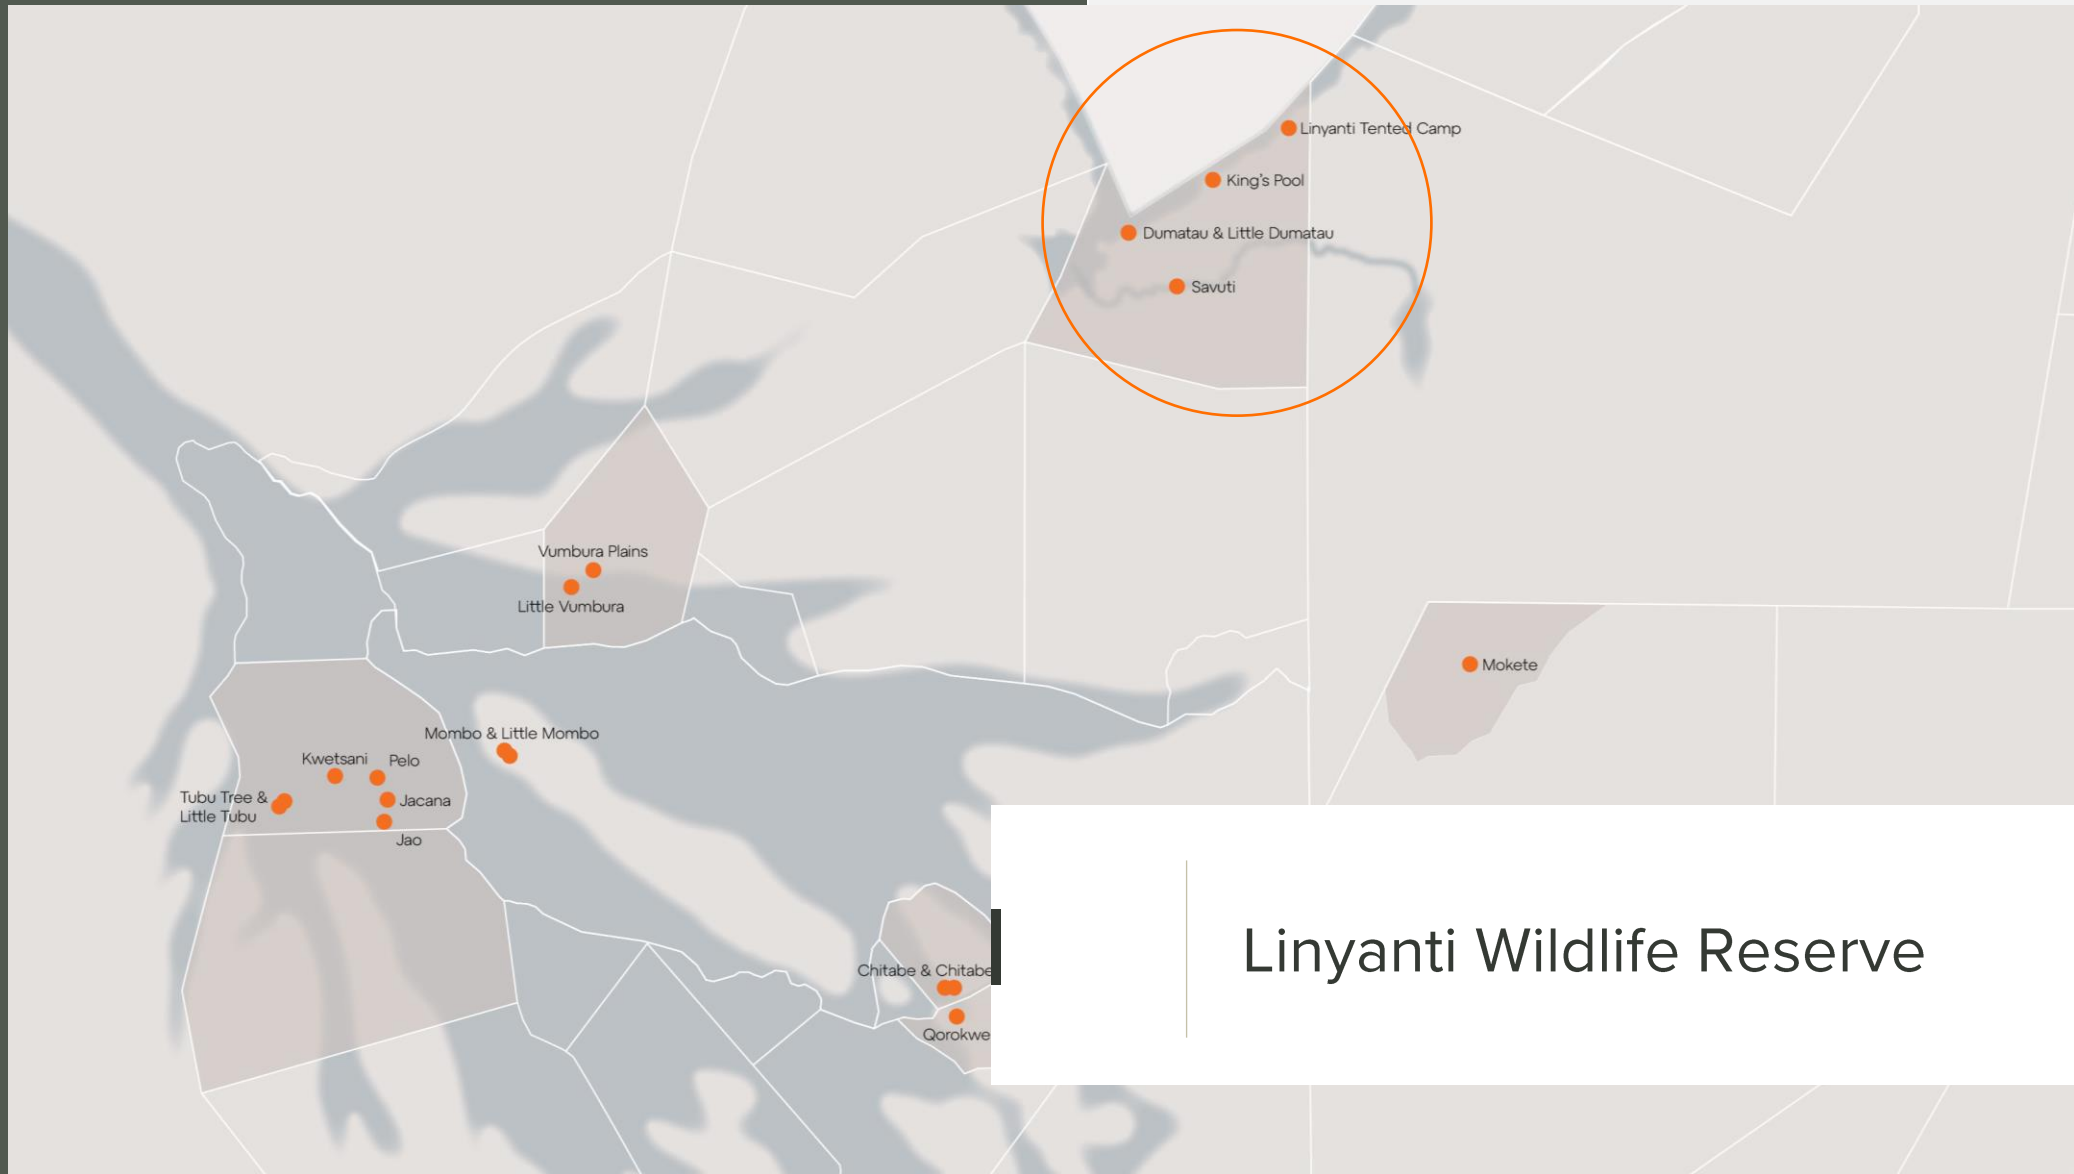 Linyanti Tented Camp
King's Pool
Dumatau & Little Dumatau
Savuti
Vumbura Plains
Little Vumbura
Mokete
Mombo & Little Mombo
Kwetsani
Pelo
Tubu Tree &
Little Tubu
Jacana
Jao
Chitabe & Chitabe
Qorokwe
Linyanti Wildlife Reserve